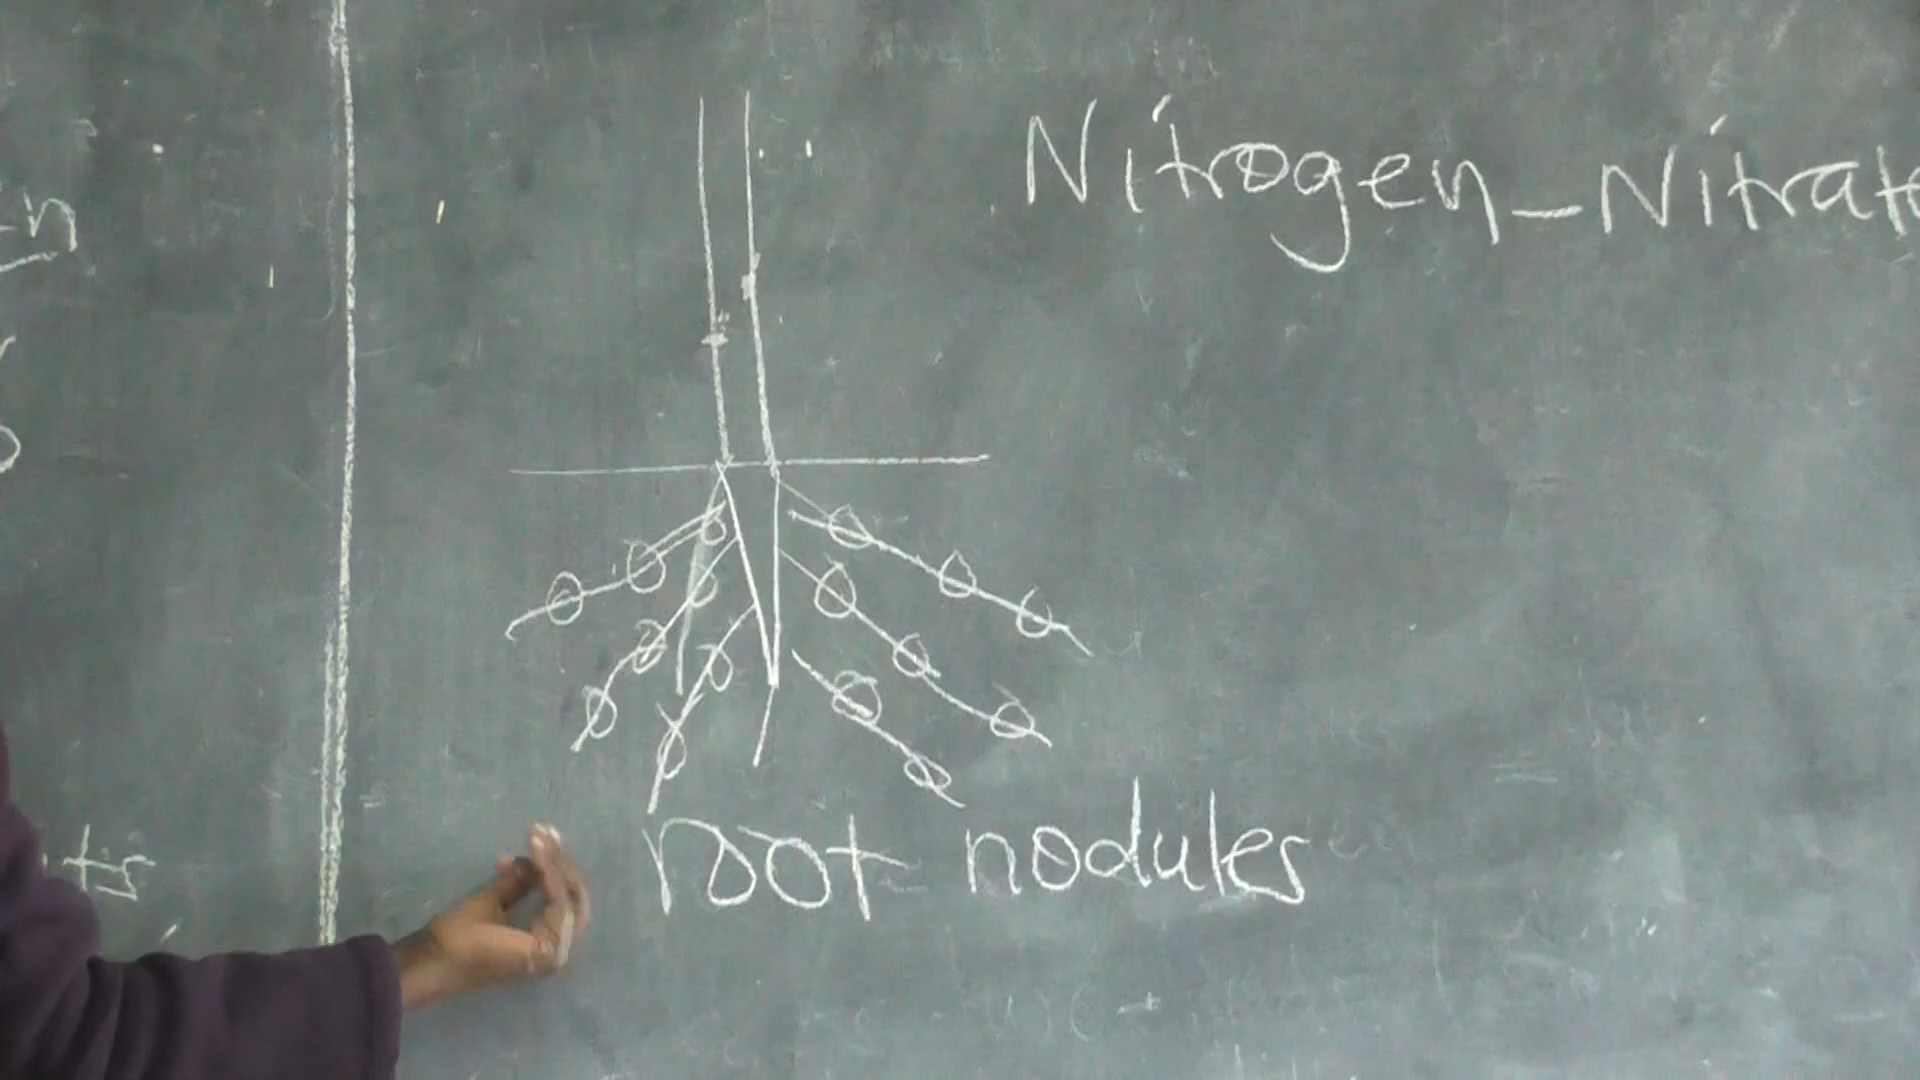 Nitrogen - Nitrate
root nodules